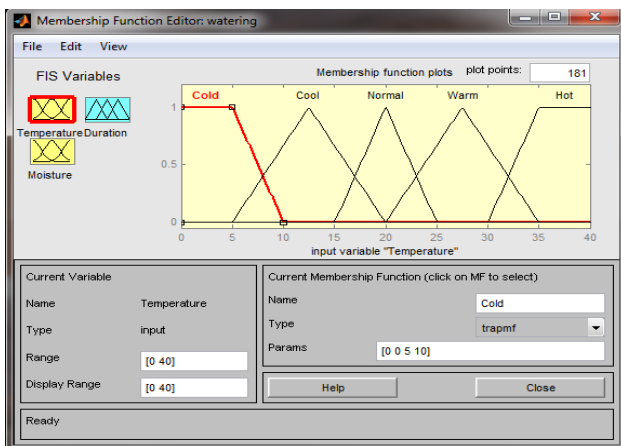 Membership Function Editor: watering
File Edit View
FIS Variables
Membership function plots plot points: 181
Cold Cool Normal Warm Hot
1
0.5
0
Temperature Duration
Moisture
0 5 10 15 20 25 30 35 40
input variable "Temperature"
Current Variable
Name Temperature
Type input
Range [0 40]
Display Range [0 40]
Current Membership Function (click on MF to select)
Name Cold
Type trapmf
Params [0 0 5 10]
Help Close
Ready